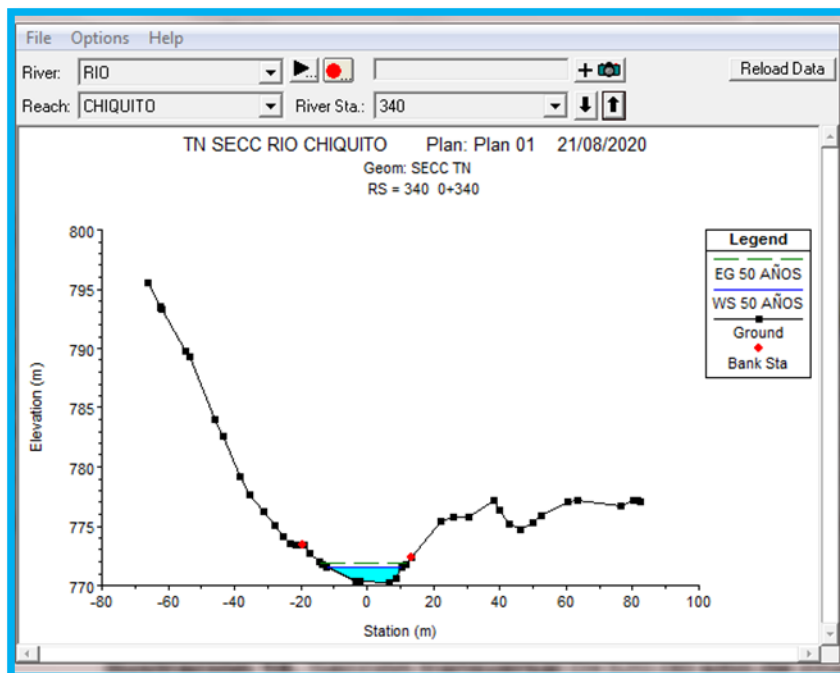 File Options Help
River: RIO Reload Data
Reach: CHIQUITO River Sta.: 340
TN SECC RIO CHIQUITO Plan: Plan 01 21/08/2020
Geom: SECC TN
RS = 340 0+340
Legend
EG 50 AÑOS
WS 50 AÑOS
Ground
Bank Sta
Elevation (m)
800
795
790
785
780
775
770
-80 -60 -40 -20 0 20 40 60 80 100
Station (m)